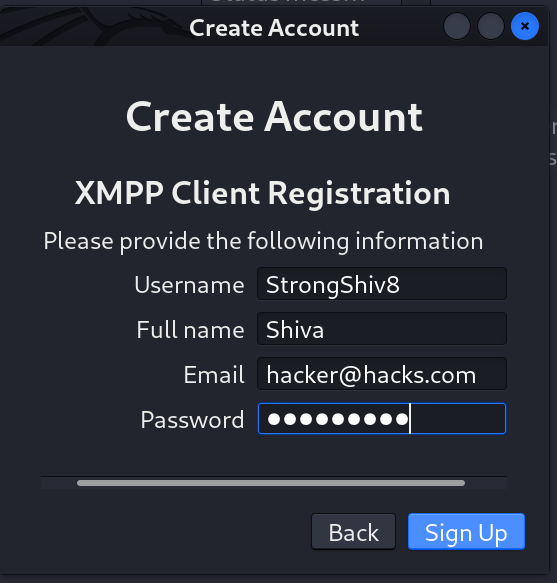 Create Account
Create Account
XMPP Client Registration
Please provide the following information
Username StrongShiv8
Full name Shiva
Email hacker@hacks.com
Password ●●●●●●●●●
Back Sign Up